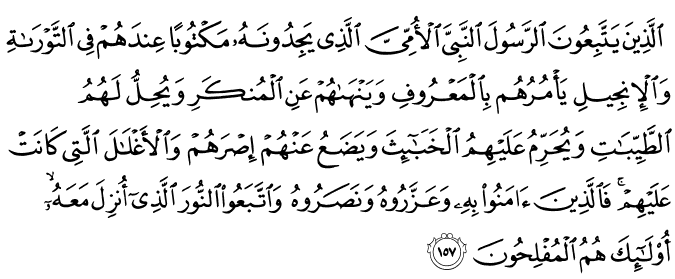 ٱلَّذِينَ يَتَّبِعُونَ ٱلرَّسُولَ ٱلنَّبِىَّ ٱلْأُمِّىَّ ٱلَّذِى يَجِدُونَهُۥ مَكْتُوبًا عِندَهُمْ فِى ٱلتَّوْرَىٰةِ
وَٱلْإِنجِيلِ يَأْمُرُهُم بِٱلْمَعْرُوفِ وَيَنْهَىٰهُمْ عَنِ ٱلْمُنكَرِ وَيُحِلُّ لَهُمُ
ٱلطَّيِّبَـٰتِ وَيُحَرِّمُ عَلَيْهِمُ ٱلْخَبَـٰٓئِثَ وَيَضَعُ عَنْهُمْ إِصْرَهُمْ وَٱلْأَغْلَـٰلَ ٱلَّتِى كَانَتْ
عَلَيْهِمْ ۚ فَٱلَّذِينَ ءَامَنُوا۟ بِهِۦ وَعَزَّرُوهُ وَنَصَرُوهُ وَٱتَّبَعُوا۟ ٱلنُّورَ ٱلَّذِىٓ أُنزِلَ مَعَهُۥٓ ۙ
أُو۟لَـٰٓئِكَ هُمُ ٱلْمُفْلِحُونَ ١٥٧